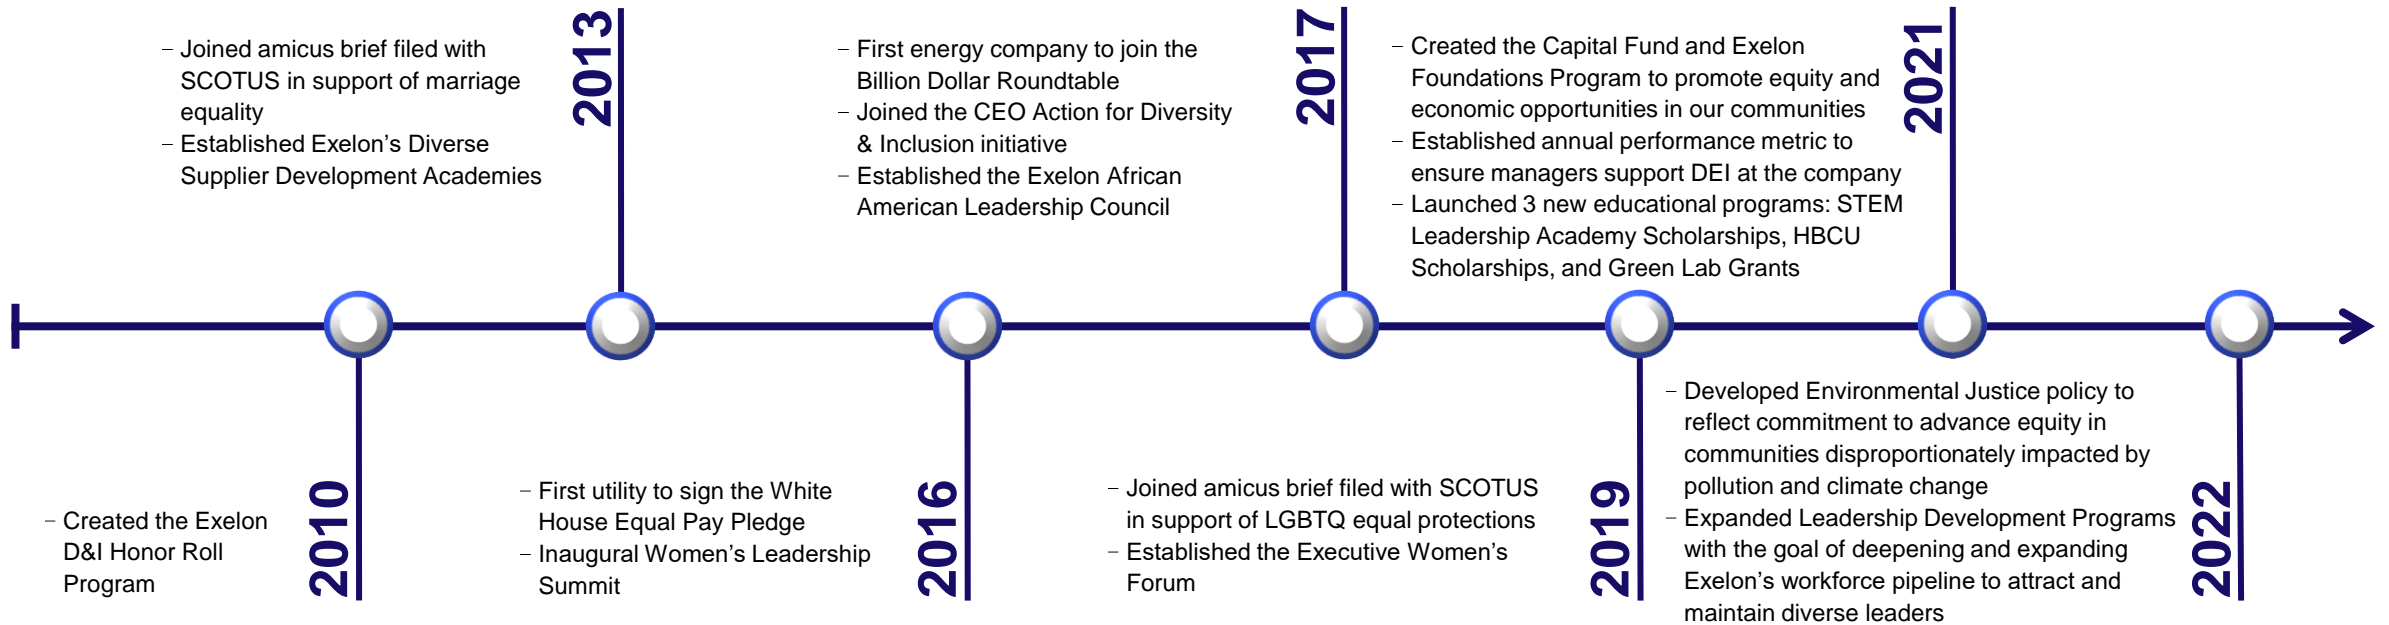 – Joined amicus brief filed with
SCOTUS in support of marriage
equality
– Established Exelon’s Diverse
Supplier Development Academies
2013
– First energy company to join the
Billion Dollar Roundtable
– Joined the CEO Action for Diversity
& Inclusion initiative
– Established the Exelon African
American Leadership Council
2017
– Created the Capital Fund and Exelon
Foundations Program to promote equity and
economic opportunities in our communities
– Established annual performance metric to
ensure managers support DEI at the company
– Launched 3 new educational programs: STEM
Leadership Academy Scholarships, HBCU
Scholarships, and Green Lab Grants
2021
– Created the Exelon
D&I Honor Roll
Program
2010
– First utility to sign the White
House Equal Pay Pledge
– Inaugural Women’s Leadership
Summit
2016
– Joined amicus brief filed with SCOTUS
in support of LGBTQ equal protections
– Established the Executive Women’s
Forum
2019
– Developed Environmental Justice policy to
reflect commitment to advance equity in
communities disproportionately impacted by
pollution and climate change
– Expanded Leadership Development Programs
with the goal of deepening and expanding
Exelon’s workforce pipeline to attract and
maintain diverse leaders
2022